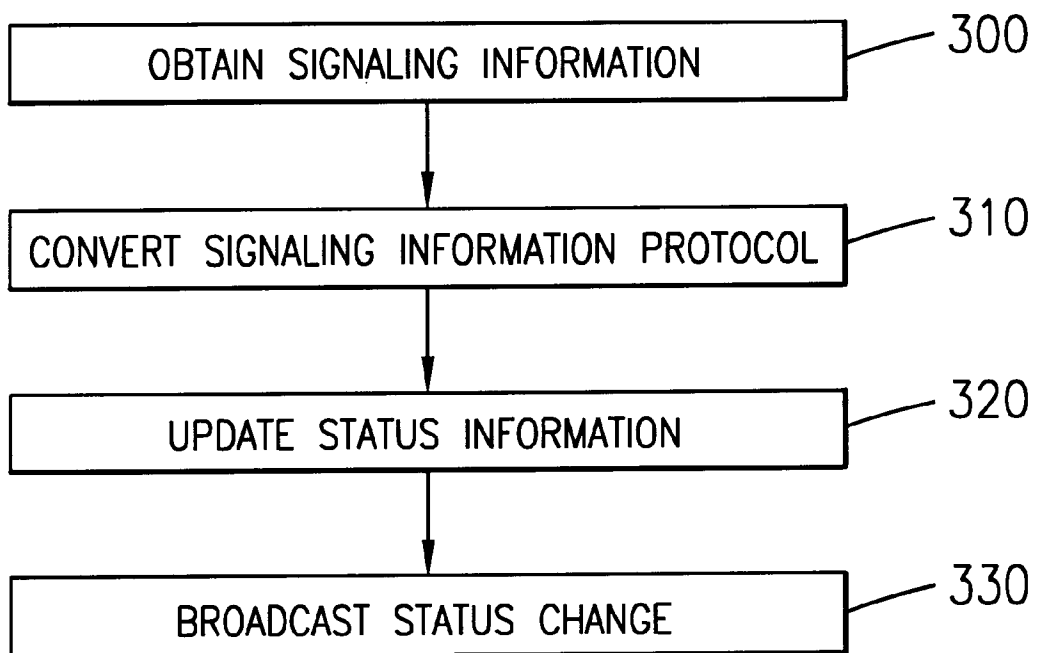 OBTAIN SIGNALING INFORMATION
300
CONVERT SIGNALING INFORMATION PROTOCOL
310
UPDATE STATUS INFORMATION
320
BROADCAST STATUS CHANGE
330